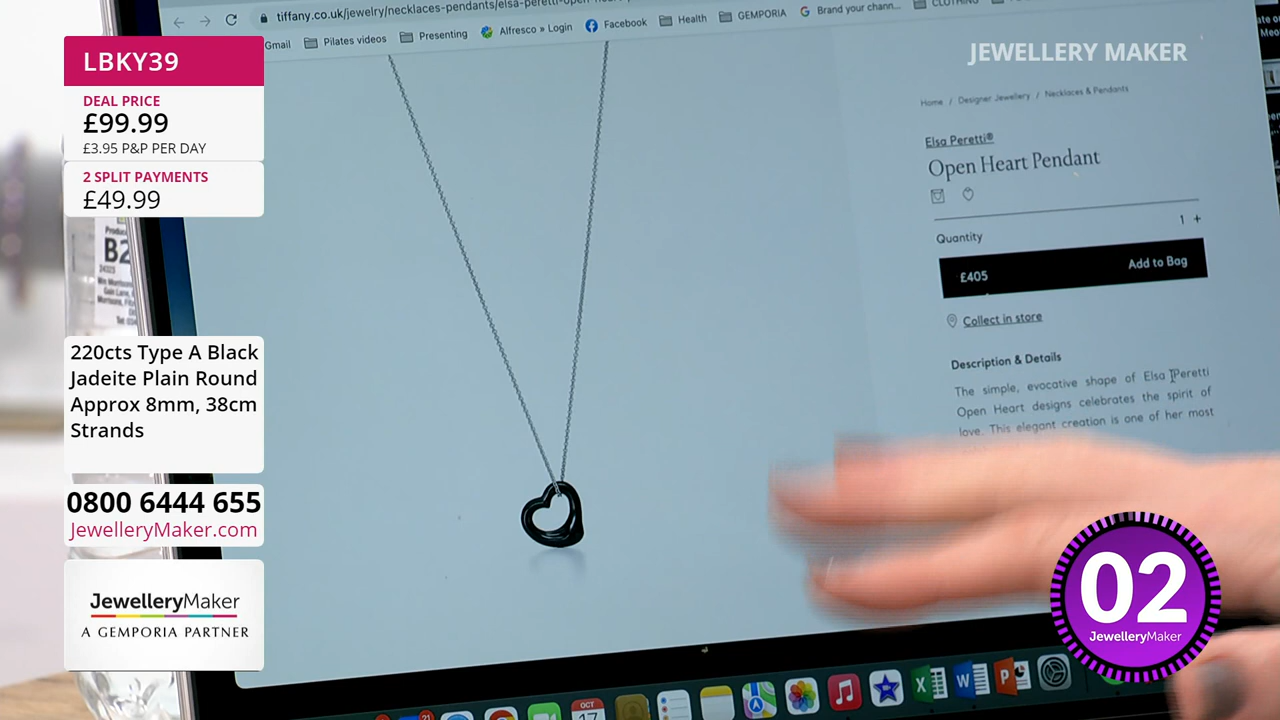 tiffany.co.uk/jewelry/necklaces-pendants/elsa-peretti-open-
Gmail Pilates videos Presenting Alfresco » Login Facebook Health GEMPORIA Brand your chann... CLOTHING
JEWELLERY MAKER
LBKY39
DEAL PRICE
£99.99
£3.95 P&P PER DAY
2 SPLIT PAYMENTS
£49.99
B2
220cts Type A Black
Jadeite Plain Round
Approx 8mm, 38cm
Strands
0800 6444 655
JewelleryMaker.com
JewelleryMaker
A GEMPORIA PARTNER
Home / Designer Jewellery / Necklaces & Pendants
Elsa Peretti®
Open Heart Pendant
Quantity
1 +
£405 Add to Bag
Collect in store
Description & Details
The simple, evocative shape of Elsa Peretti
Open Heart designs celebrates the spirit of
love. This elegant creation is one of her most
02
JewelleryMaker
OCT
17
X W P